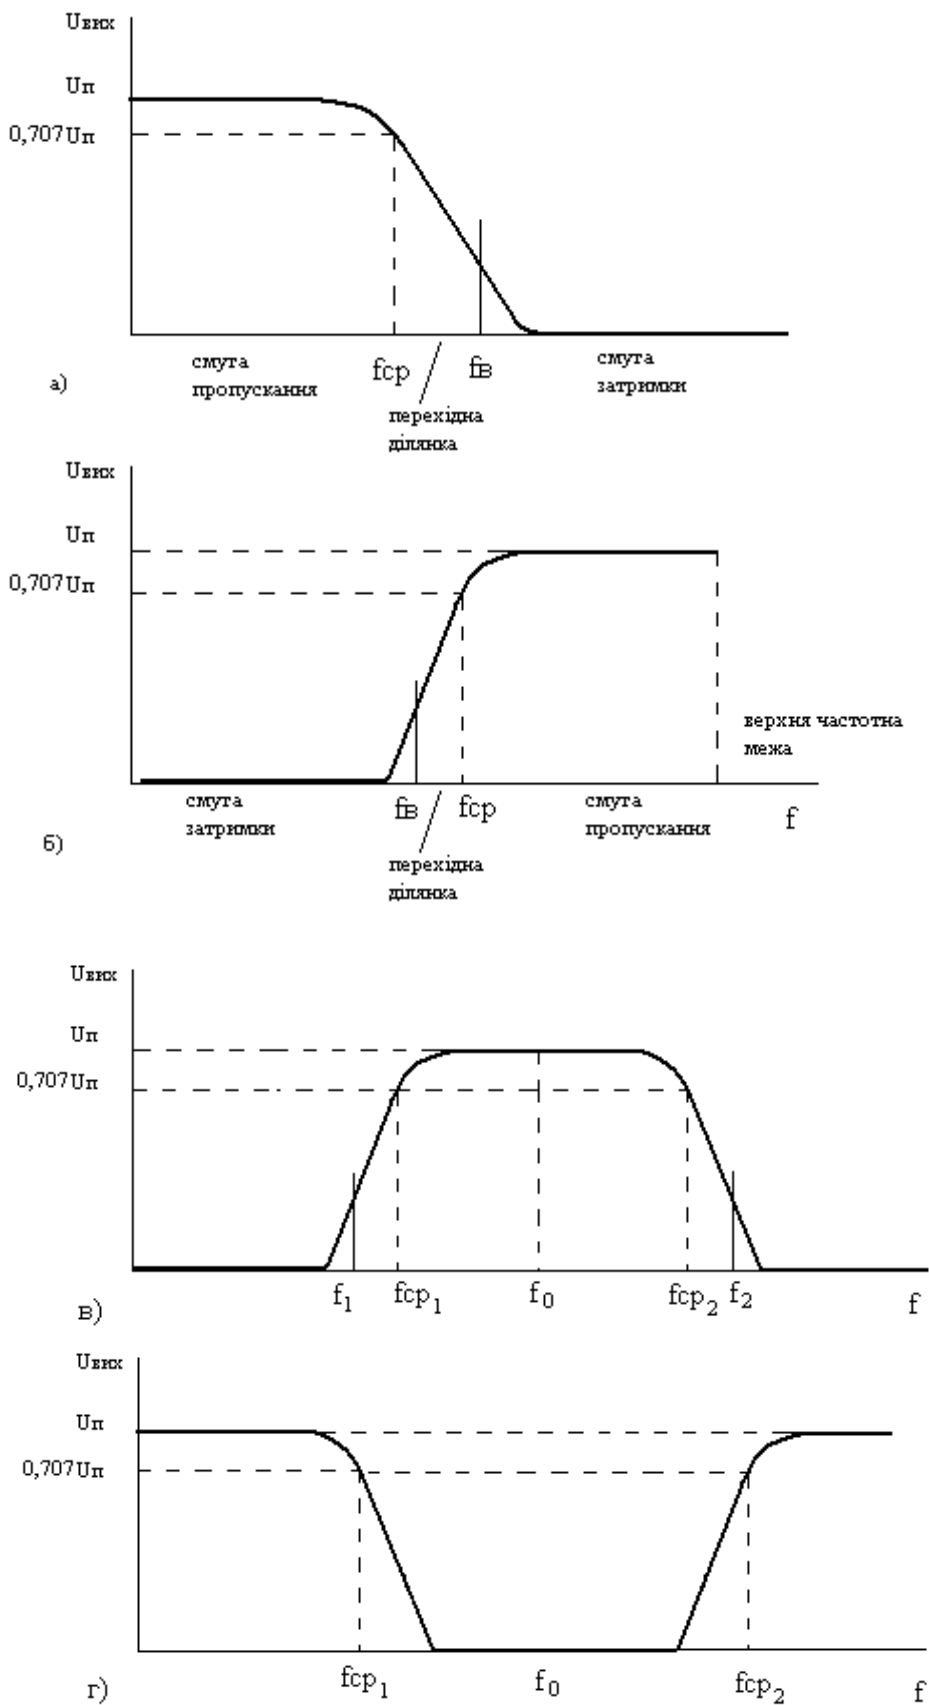 Uвих
Uп
0,707Uп
смута
пропускання
fср
fв
смута
затримки
а)
перехідна
ділянка
Uвих
Uп
0,707Uп
верхня частотна
межа
смута
затримки
fв
fср
смута
пропускання
f
б)
перехідна
ділянка
Uвих
Uп
0,707Uп
f1
fср1
f0
fср2
f2
f
в)
Uвих
Uп
0,707Uп
fср1
f0
fср2
f
г)